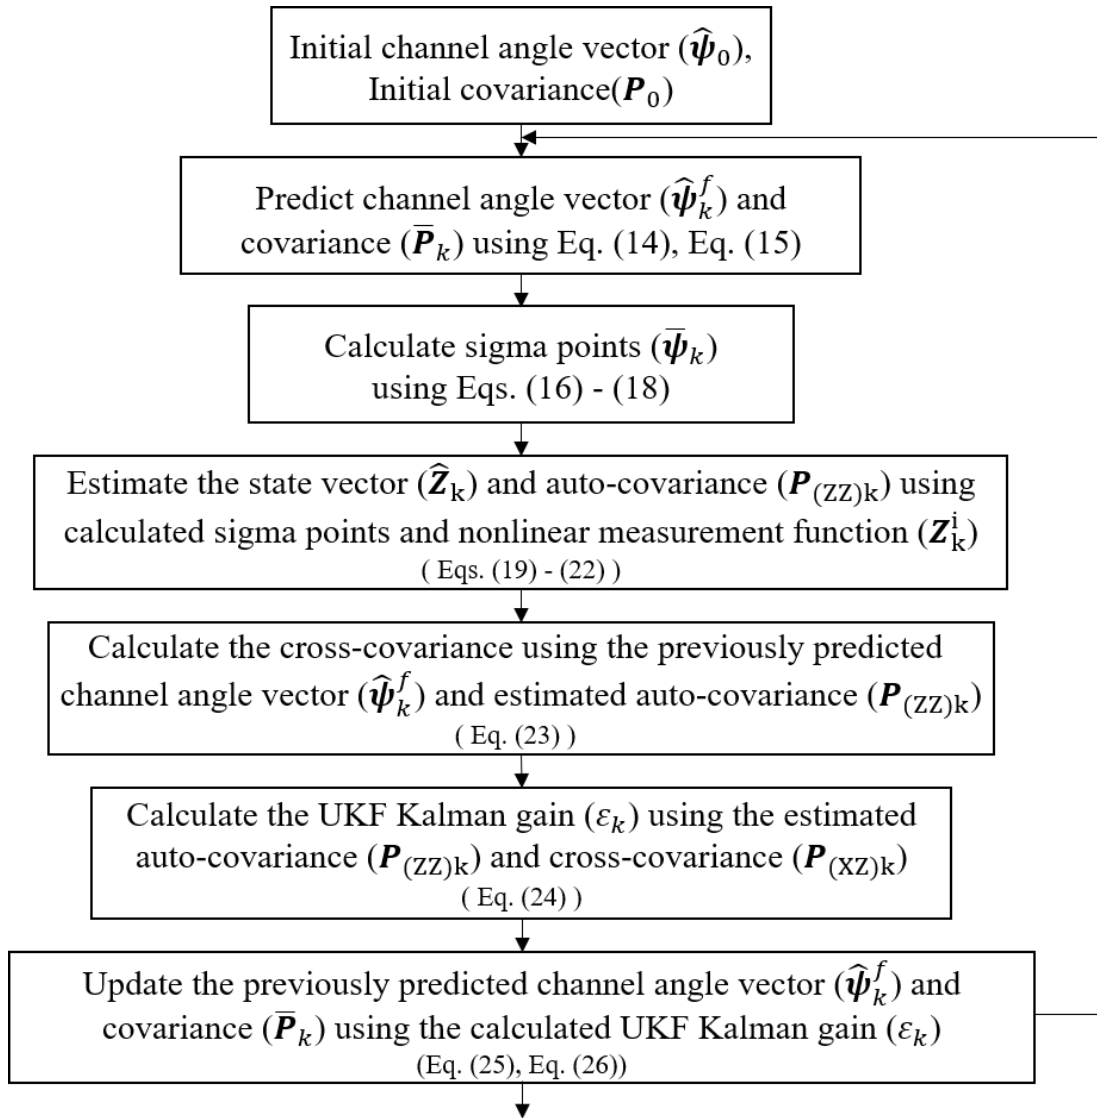 Initial channel angle vector (𝝍̂₀),
Initial covariance(𝑷₀)
Predict channel angle vector (𝝍̂ₖᶠ) and
covariance (𝑷̅ₖ) using Eq. (14), Eq. (15)
Calculate sigma points (𝝍̅ₖ)
using Eqs. (16) - (18)
Estimate the state vector (𝒁̂ₖ) and auto-covariance (𝑷₍ZZ₎ₖ) using
calculated sigma points and nonlinear measurement function (𝒁ₖⁱ)
( Eqs. (19) - (22) )
Calculate the cross-covariance using the previously predicted
channel angle vector (𝝍̂ₖᶠ) and estimated auto-covariance (𝑷₍ZZ₎ₖ)
( Eq. (23) )
Calculate the UKF Kalman gain (𝜀ₖ) using the estimated
auto-covariance (𝑷₍ZZ₎ₖ) and cross-covariance (𝑷₍XZ₎ₖ)
( Eq. (24) )
Update the previously predicted channel angle vector (𝝍̂ₖᶠ) and
covariance (𝑷̅ₖ) using the calculated UKF Kalman gain (𝜀ₖ)
(Eq. (25), Eq. (26))